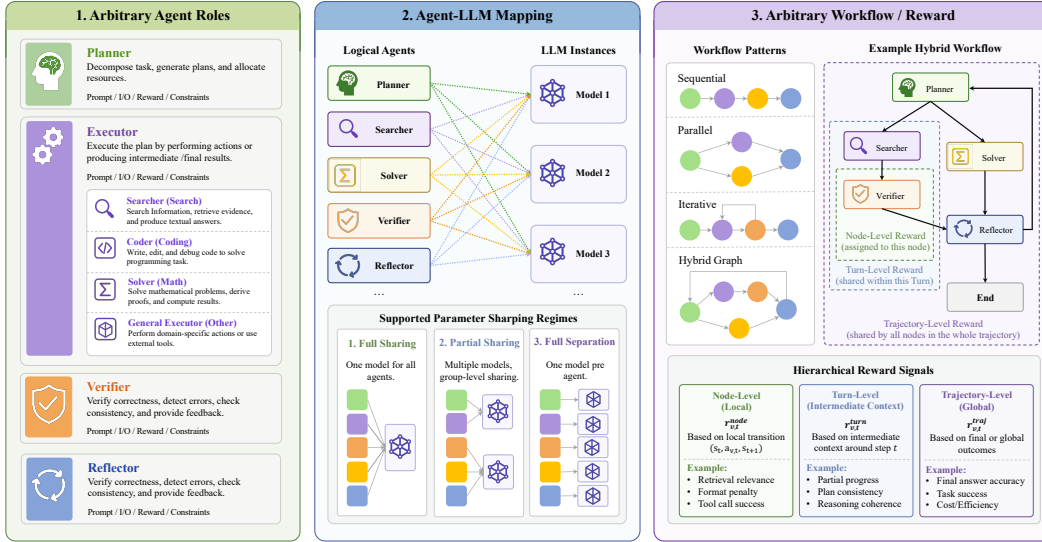 1. Arbitrary Agent Roles
Planner
Decompose task, generate plans, and allocate
resources.
Prompt / I/O / Reward / Constraints
Executor
Execute the plan by performing actions or
producing intermediate /final results.
Prompt / I/O / Reward / Constraints
Searcher (Search)
Search Information, retrieve evidence,
and produce textual answers.
Coder (Coding)
Write, edit, and debug code to solve
programming task.
Solver (Math)
Solve mathematical problems, derive
proofs, and compute results.
General Executor (Other)
Perform domain-specific actions or use
external tools.
Verifier
Verify correctness, detect errors, check
consistency, and provide feedback.
Prompt / I/O / Reward / Constraints
Reflector
Verify correctness, detect errors, check
consistency, and provide feedback.
Prompt / I/O / Reward / Constraints
2. Agent-LLM Mapping
Logical Agents
LLM Instances
Planner
Searcher
Solver
Verifier
Reflector
...
Model 1
Model 2
Model 3
...
Supported Parameter Sharping Regimes
1. Full Sharing
One model for all
agents.
2. Partial Sharing
Multiple models,
group-level sharing.
3. Full Separation
One model pre
agent.
3. Arbitrary Workflow / Reward
Workflow Patterns
Sequential
Parallel
Iterative
Hybrid Graph
Example Hybrid Workflow
Planner
Searcher
Solver
Verifier
Reflector
Node-Level Reward
(assigned to this node)
Turn-Level Reward
(shared within this Turn)
End
Trajectory-Level Reward
(shared by all nodes in the whole trajectory)
Hierarchical Reward Signals
Node-Level
(Local)
r_{v,t}^{node}
Based on local transition
(s_t, a_{v,t}, s_{t+1})
Example:
• Retrieval relevance
• Format penalty
• Tool call success
Turn-Level
(Intermediate Context)
r_{v,t}^{turn}
Based on intermediate
context around step t
Example:
• Partial progress
• Plan consistency
• Reasoning coherence
Trajectory-Level
(Global)
r_{v,t}^{traj}
Based on final or global
outcomes
Example:
• Final answer accuracy
• Task success
• Cost/Efficiency